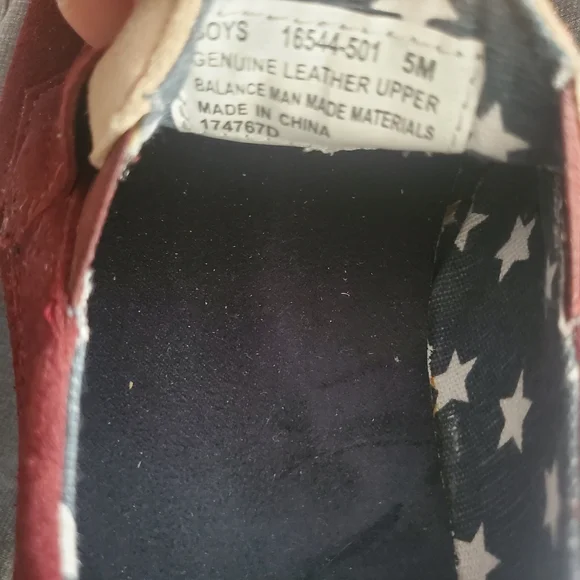 BOYS 16544-501 5M
GENUINE LEATHER UPPER
BALANCE MAN MADE MATERIALS
MADE IN CHINA
174767D